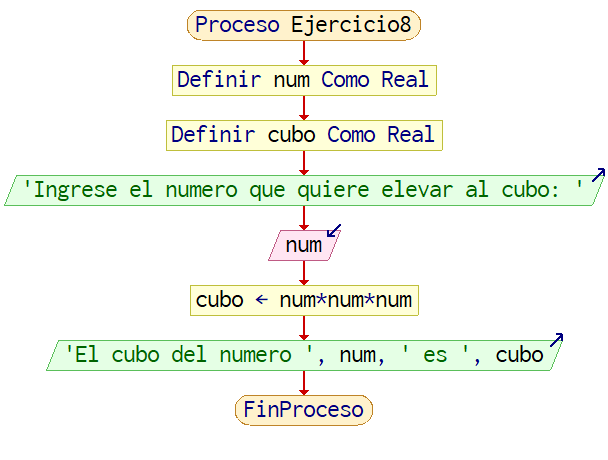 Proceso Ejercicio8
Definir num Como Real
Definir cubo Como Real
'Ingrese el numero que quiere elevar al cubo: '
num
cubo ← num*num*num
'El cubo del numero ', num, ' es ', cubo
FinProceso